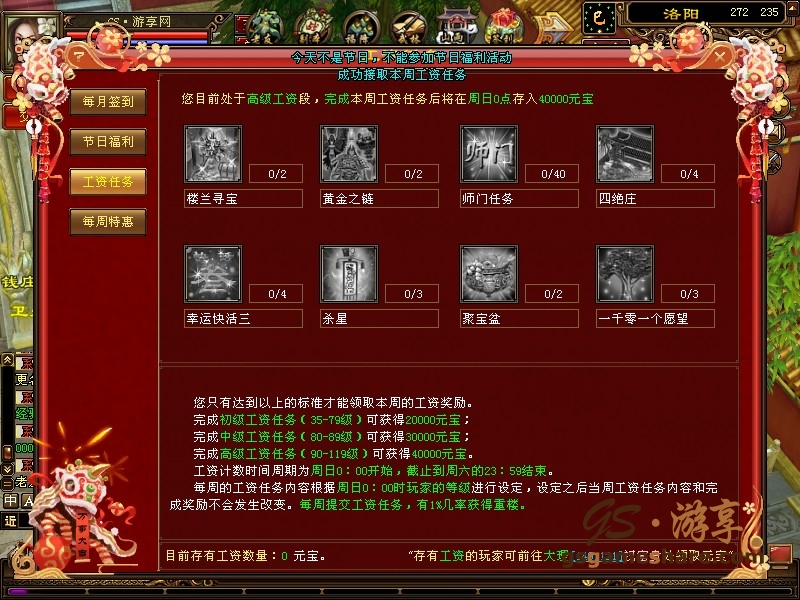 GS·游享网
洛阳
272 235
今天不是节日，不能参加节日福利活动
成功接取本周工资任务
您目前处于高级工资段，完成本周工资任务后将在周日0点存入40000元宝
每月签到
节日福利
工资任务
每周特惠
0/2
0/2
0/40
0/4
楼兰寻宝
黄金之链
师门任务
四绝庄
师门
0/4
0/3
0/2
0/3
幸运快活三
杀星
聚宝盆
一千零一个愿望
您只有达到以上的标准才能领取本周的工资奖励。
完成初级工资任务（35-79级）可获得20000元宝；
完成中级工资任务（80-89级）可获得30000元宝；
完成高级工资任务（90-119级）可获得40000元宝。
工资计数时间周期为周日0：00开始，截止到周六的23：59结束。
每周的工资任务内容根据周日0：00时玩家的等级进行设定，设定之后当周工资任务内容和完
成奖励不会发生改变。每周提交工资任务，有1%几率获得重楼。
目前存有工资数量：0 元宝。
“存有工资的玩家可前往大理
GS·游享
钱庄
中 A
近